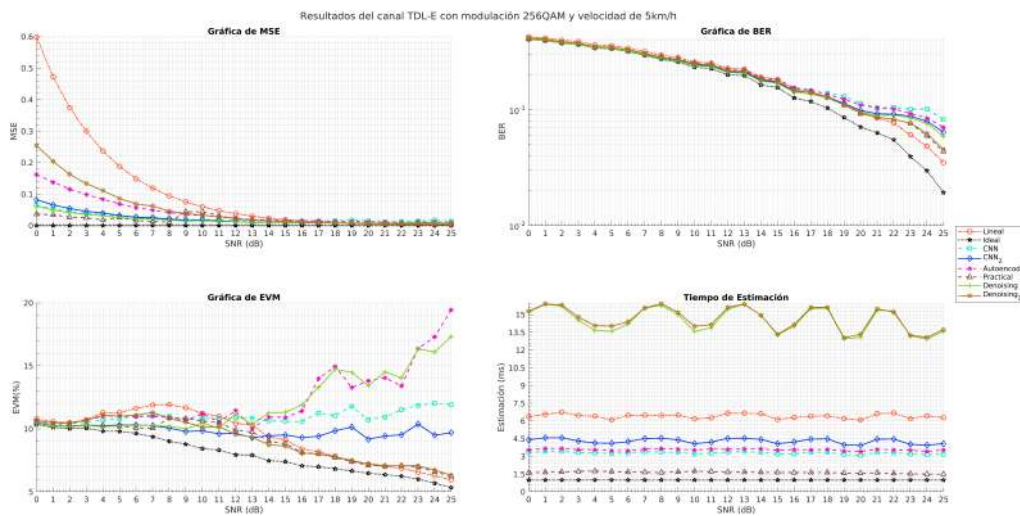 Resultados del canal TDL-E con modulación 256QAM y velocidad de 5km/h
Gráfica de MSE
0.6
0.5
0.4
0.3
0.2
0.1
0
MSE
0 1 2 3 4 5 6 7 8 9 10 11 12 13 14 15 16 17 18 19 20 21 22 23 24 25
SNR (dB)
Gráfica de BER
10-1
10-2
BER
0 1 2 3 4 5 6 7 8 9 10 11 12 13 14 15 16 17 18 19 20 21 22 23 24 25
SNR (dB)
Lineal
Ideal
CNN
CNN2
Autoencod
Practical
Denoising
Denoising2
Gráfica de EVM
20
15
10
5
EVM(%)
0 1 2 3 4 5 6 7 8 9 10 11 12 13 14 15 16 17 18 19 20 21 22 23 24 25
SNR (dB)
Tiempo de Estimación
15
13.5
12
10.5
9
7.5
6
4.5
3
1.5
0
Estimación (ms)
0 1 2 3 4 5 6 7 8 9 10 11 12 13 14 15 16 17 18 19 20 21 22 23 24 25
SNR (dB)